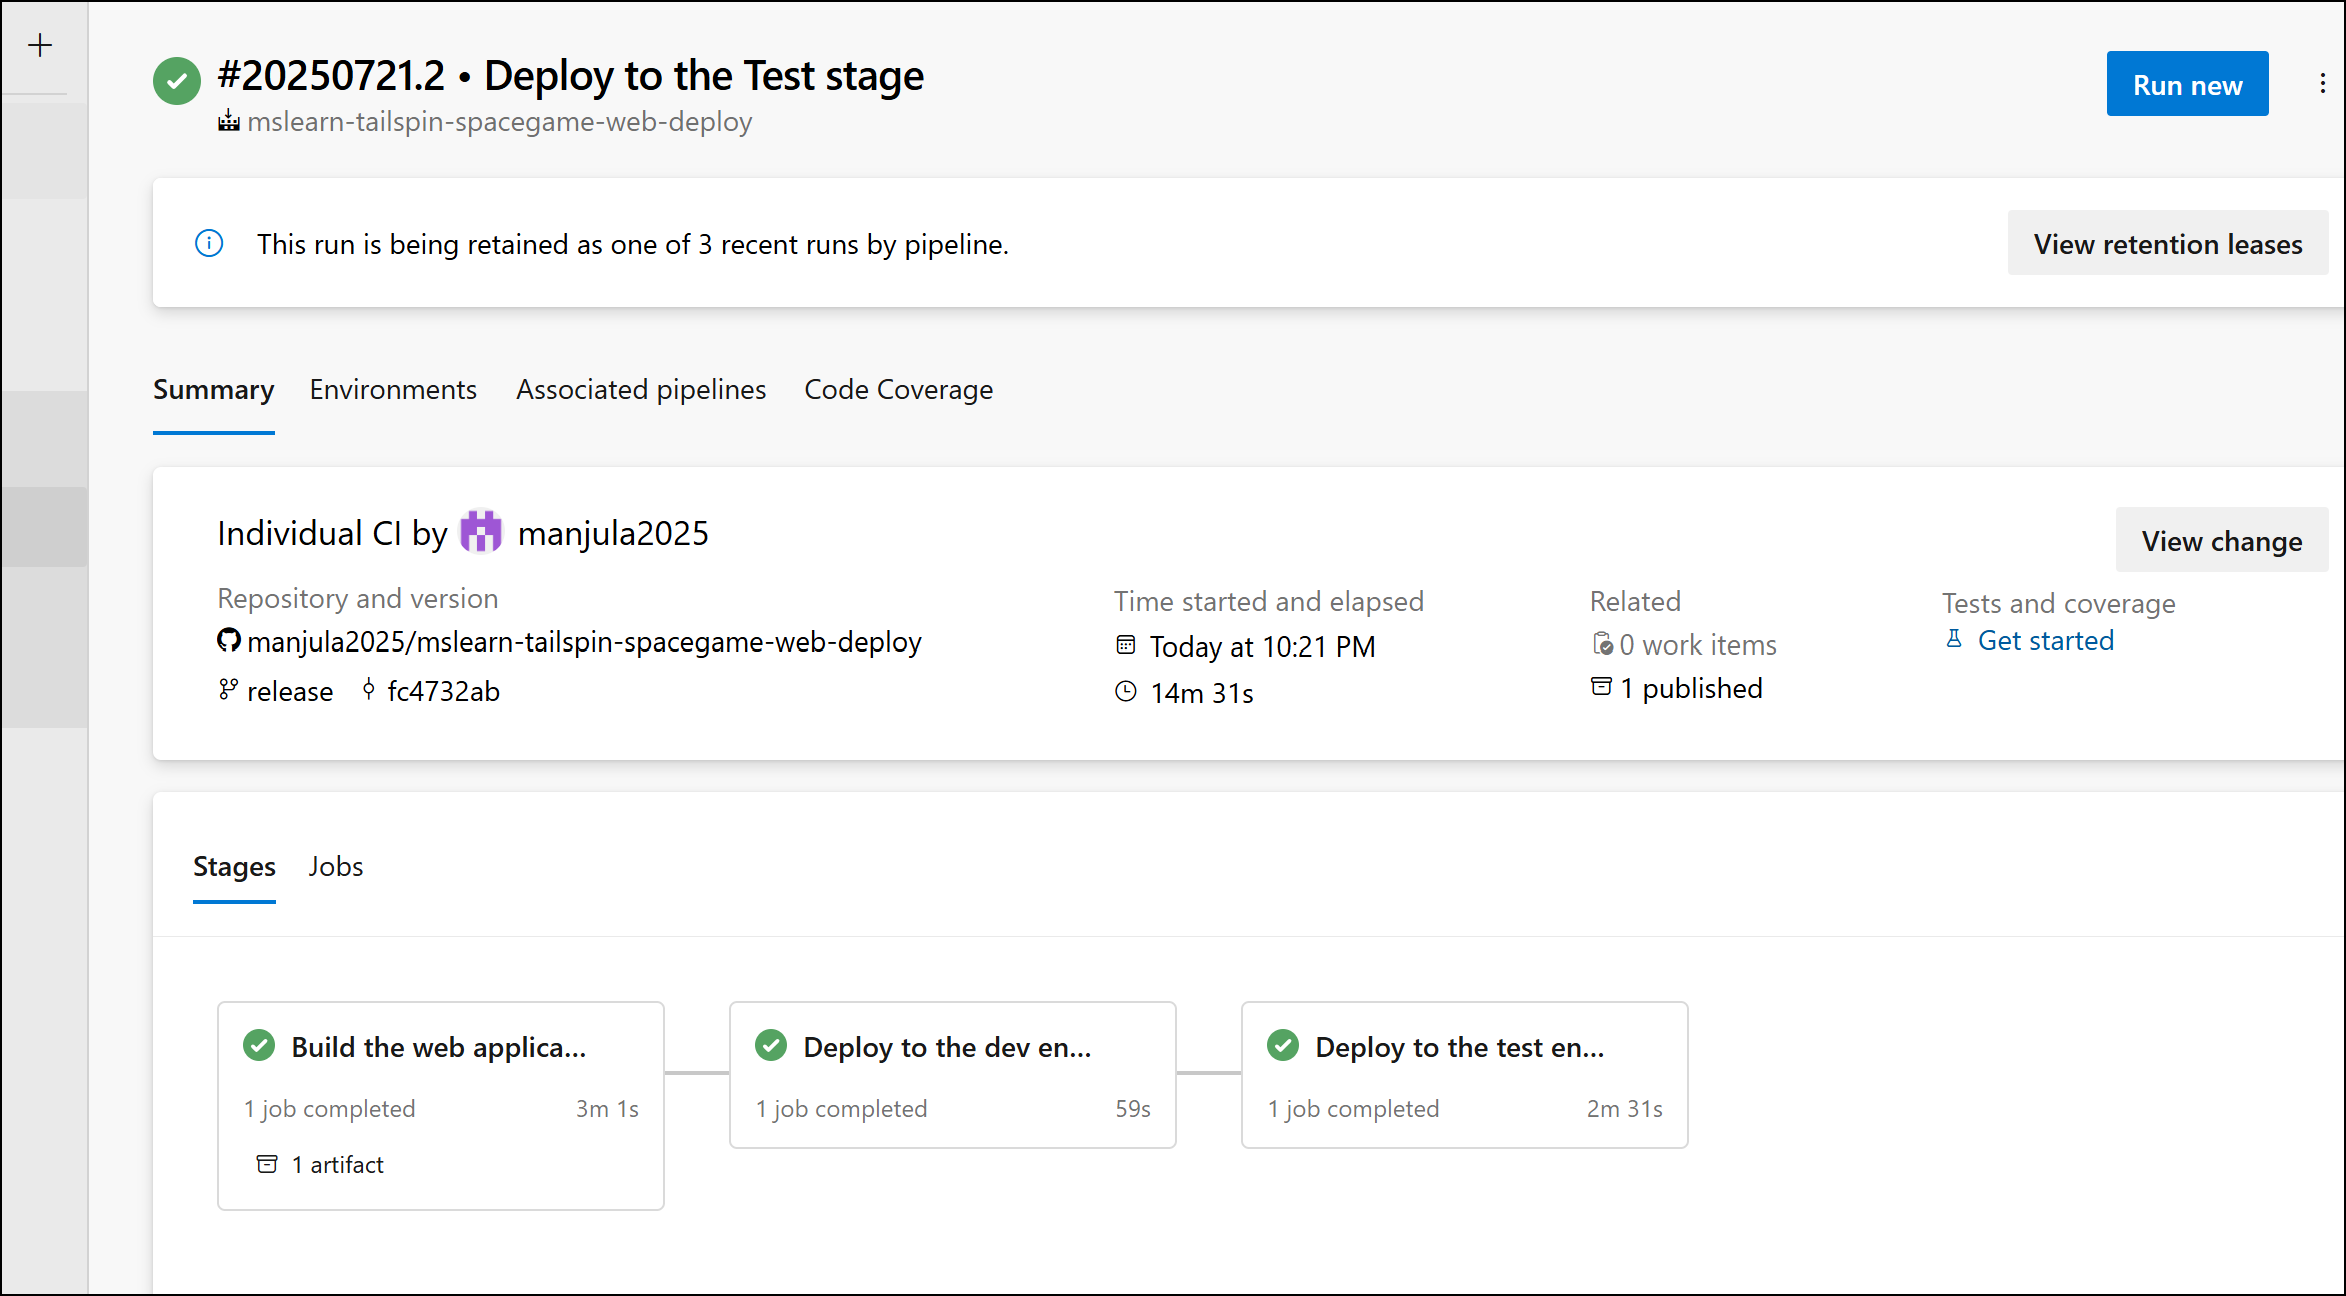 #20250721.2 • Deploy to the Test stage
mslearn-tailspin-spacegame-web-deploy
Run new
This run is being retained as one of 3 recent runs by pipeline.
View retention leases
Summary Environments Associated pipelines Code Coverage
Individual CI by manjula2025
View change
Repository and version
manjula2025/mslearn-tailspin-spacegame-web-deploy
release fc4732ab
Time started and elapsed
Today at 10:21 PM
14m 31s
Related
0 work items
1 published
Tests and coverage
Get started
Stages Jobs
Build the web applica...
1 job completed 3m 1s
1 artifact
Deploy to the dev en...
1 job completed 59s
Deploy to the test en...
1 job completed 2m 31s